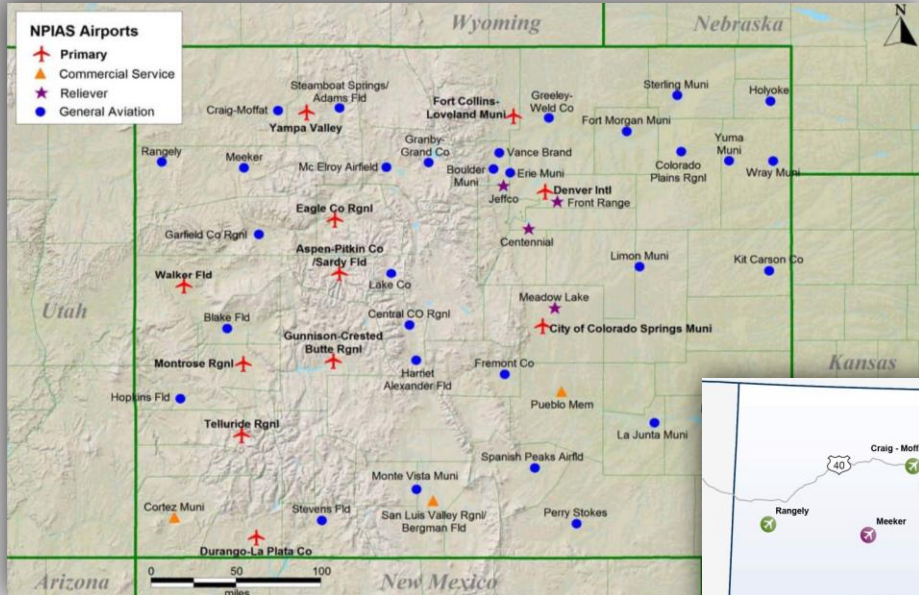 Wyoming
Nebraska
N
NPIAS Airports
Primary
Commercial Service
Reliever
General Aviation
Steamboat Springs/
Adams Fld
Craig-Moffat
Yampa Valley
Fort Collins-
Loveland Muni
Greeley-
Weld Co
Sterling Muni
Holyoke
Fort Morgan Muni
Rangely
Meeker
Mc Elroy Airfield
Granby-
Grand Co
Vance Brand
Boulder
Muni
Erie Muni
Jeffco
Colorado
Plains Rgnl
Yuma
Muni
Wray Muni
Denver Intl
Front Range
Eagle Co Rgnl
Garfield Co Rgnl
Centennial
Aspen-Pitkin Co
/Sardy Fld
Lake Co
Limon Muni
Kit Carson Co
Walker Fld
Utah
Blake Fld
Central CO Rgnl
Meadow Lake
City of Colorado Springs Muni
Gunnison-Crested
Butte Rgnl
Montrose Rgnl
Harriet
Alexander Fld
Fremont Co
Kansas
Hopkins Fld
Pueblo Mem
Telluride Rgnl
La Junta Muni
Spanish Peaks Airfld
Monte Vista Muni
Cortez Muni
Stevens Fld
San Luis Valley Rgnl/
Bergman Fld
Perry Stokes
Durango-La Plata Co
Arizona
0 50 100
miles
New Mexico
Craig - Moff
40
Rangely
Meeker